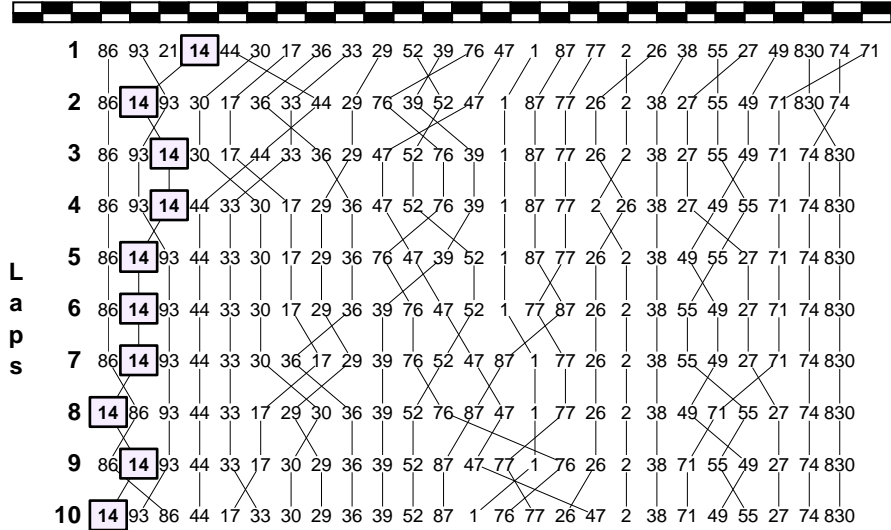 1 86 93 21 14 44 30 17 36 33 29 52 39 76 47 1 87 77 2 26 38 55 27 49 830 74 71
2 86 14 93 30 17 36 33 44 29 76 39 52 47 1 87 77 26 2 38 27 55 49 71 830 74
3 86 93 14 30 17 44 33 36 29 47 52 76 39 1 87 77 26 2 38 27 55 49 71 74 830
4 86 93 14 44 33 30 17 29 36 47 52 76 39 1 87 77 2 26 38 27 49 55 71 74 830
5 86 14 93 44 33 30 17 29 36 76 47 39 52 1 87 77 26 2 38 49 55 27 71 74 830
6 86 14 93 44 33 30 17 29 36 39 76 47 52 1 77 87 26 2 38 55 49 27 71 74 830
7 86 14 93 44 33 30 36 17 29 39 76 52 47 87 1 77 26 2 38 55 49 27 71 74 830
8 14 86 93 44 33 17 29 30 36 39 52 76 87 47 1 77 26 2 38 49 71 55 27 74 830
9 86 14 93 44 33 17 30 29 36 39 52 87 47 77 1 76 26 2 38 71 55 49 27 74 830
10 14 93 86 44 17 33 30 29 36 39 52 87 1 76 77 26 47 2 38 71 49 55 27 74 830
Laps